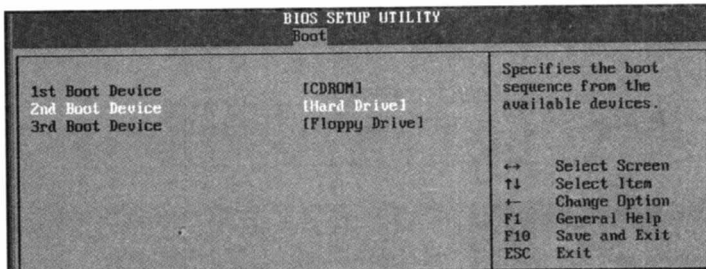 BIOS SETUP UTILITY
Boot
1st Boot Device [CDROM]
2nd Boot Device [Hard Drive]
3rd Boot Device [Floppy Drive]
Specifies the boot
sequence from the
available devices.
↔ Select Screen
↑↓ Select Item
+- Change Option
F1 General Help
F10 Save and Exit
ESC Exit